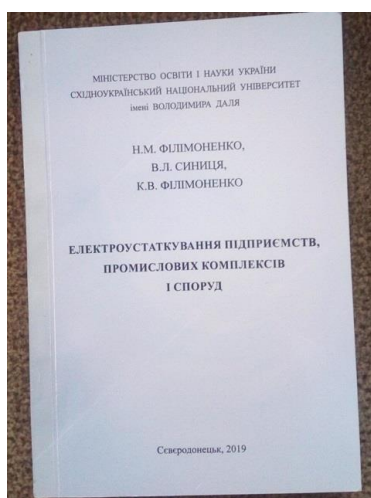 МІНІСТЕРСТВО ОСВІТИ І НАУКИ УКРАЇНИ
СХІДНОУКРАЇНСЬКИЙ НАЦІОНАЛЬНИЙ УНІВЕРСИТЕТ
імені ВОЛОДИМИРА ДАЛЯ
Н.М. ФІЛІМОНЕНКО,
В.Л. СИНИЦЯ,
К.В. ФІЛІМОНЕНКО
ЕЛЕКТРОУСТАТКУВАННЯ ПІДПРИЄМСТВ,
ПРОМИСЛОВИХ КОМПЛЕКСІВ
І СПОРУД
Сєвєродонецьк, 2019